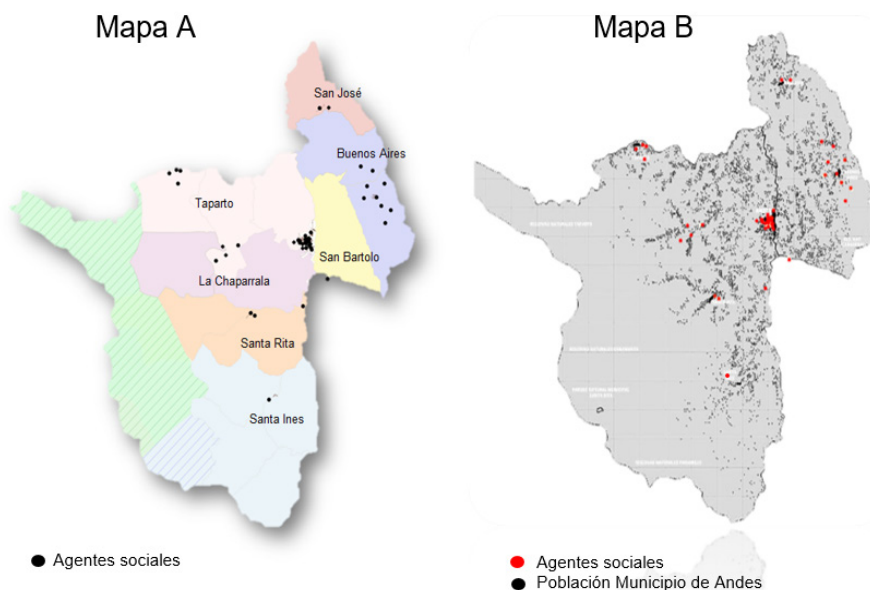 Mapa A
Mapa B
San José
Buenos Aires
Taparto
San Bartolo
La Chaparrala
Santa Rita
Santa Ines
Agentes sociales
Agentes sociales
Población Municipio de Andes